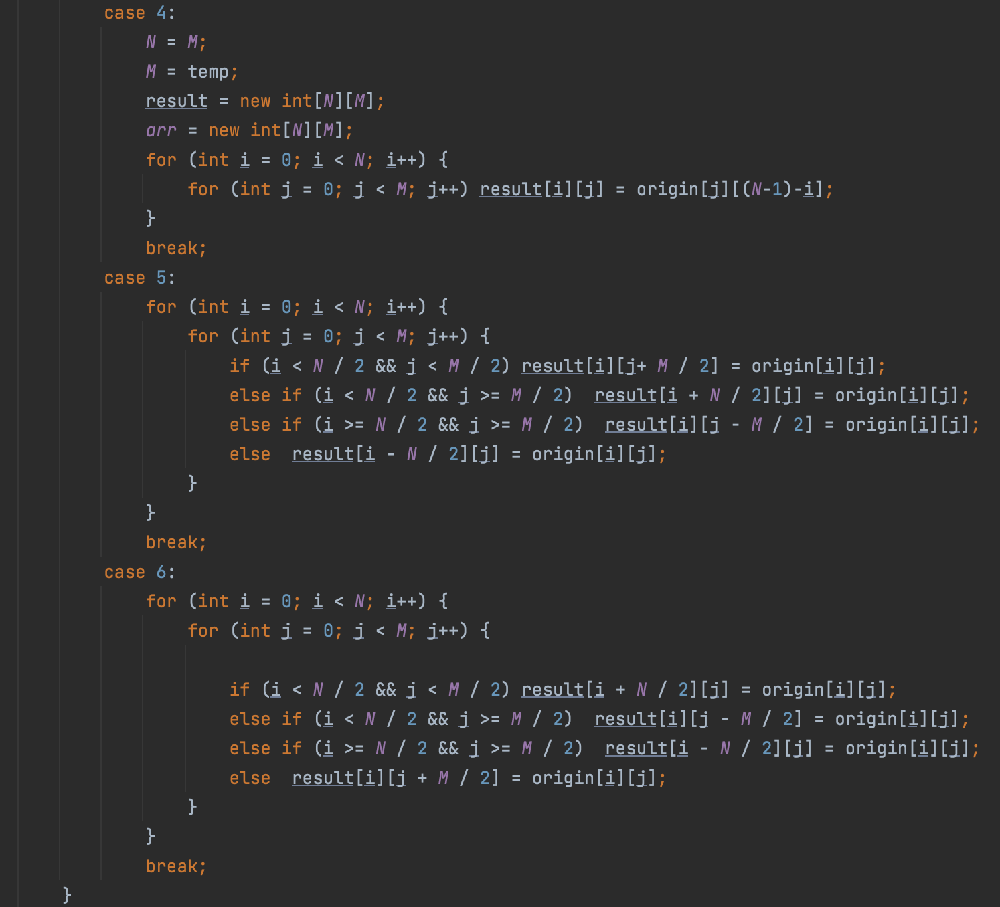 case 4:
N = M;
M = temp;
result = new int[N][M];
arr = new int[N][M];
for (int i = 0; i < N; i++) {
for (int j = 0; j < M; j++) result[i][j] = origin[j][(N-1)-i];
}
break;
case 5:
for (int i = 0; i < N; i++) {
for (int j = 0; j < M; j++) {
if (i < N / 2 && j < M / 2) result[i][j+ M / 2] = origin[i][j];
else if (i < N / 2 && j >= M / 2)  result[i + N / 2][j] = origin[i][j];
else if (i >= N / 2 && j >= M / 2)  result[i][j - M / 2] = origin[i][j];
else  result[i - N / 2][j] = origin[i][j];
}
}
break;
case 6:
for (int i = 0; i < N; i++) {
for (int j = 0; j < M; j++) {
if (i < N / 2 && j < M / 2) result[i + N / 2][j] = origin[i][j];
else if (i < N / 2 && j >= M / 2)  result[i][j - M / 2] = origin[i][j];
else if (i >= N / 2 && j >= M / 2)  result[i - N / 2][j] = origin[i][j];
else  result[i][j + M / 2] = origin[i][j];
}
}
break;
}